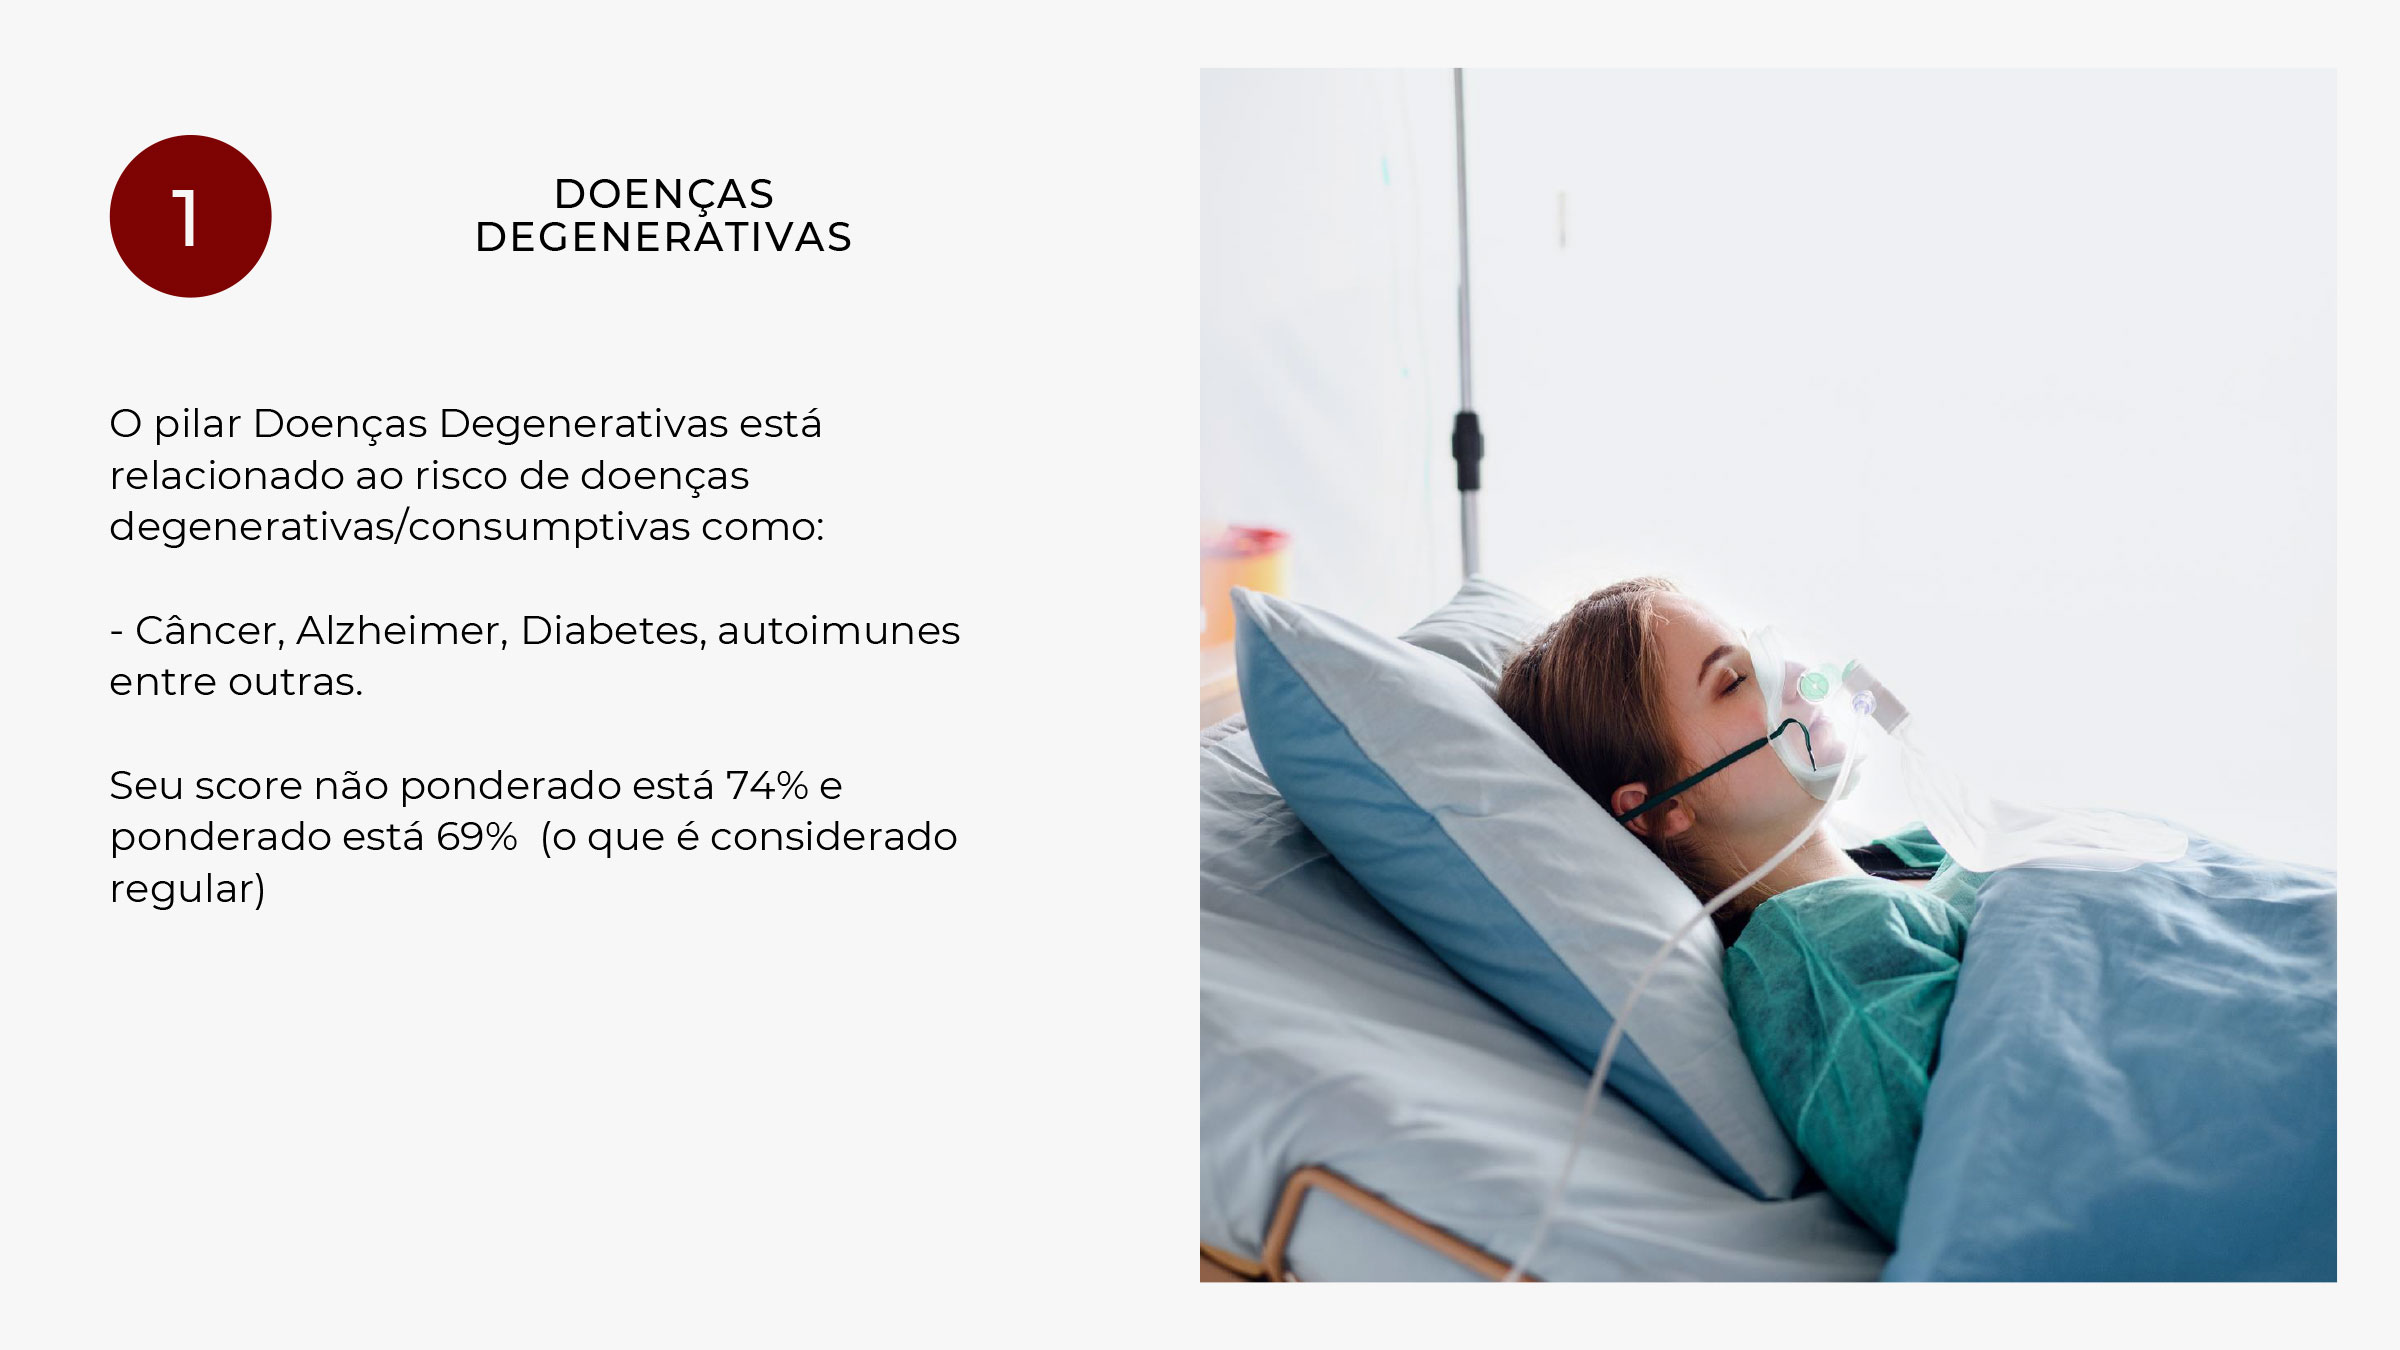 1
DOENÇAS
DEGENERATIVAS
O pilar Doenças Degenerativas está
relacionado ao risco de doenças
degenerativas/consumptivas como:
- Câncer, Alzheimer, Diabetes, autoimunes
entre outras.
Seu score não ponderado está 74% e
ponderado está 69%  (o que é considerado
regular)